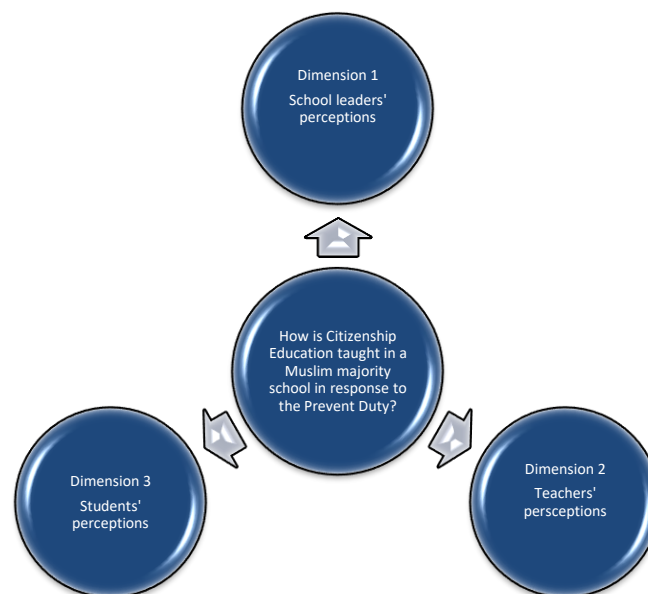 Dimension 1
School leaders'
perceptions
How is Citizenship
Education taught in a
Muslim majority
school in response to
the Prevent Duty?
Dimension 3
Students'
perceptions
Dimension 2
Teachers'
persceptions